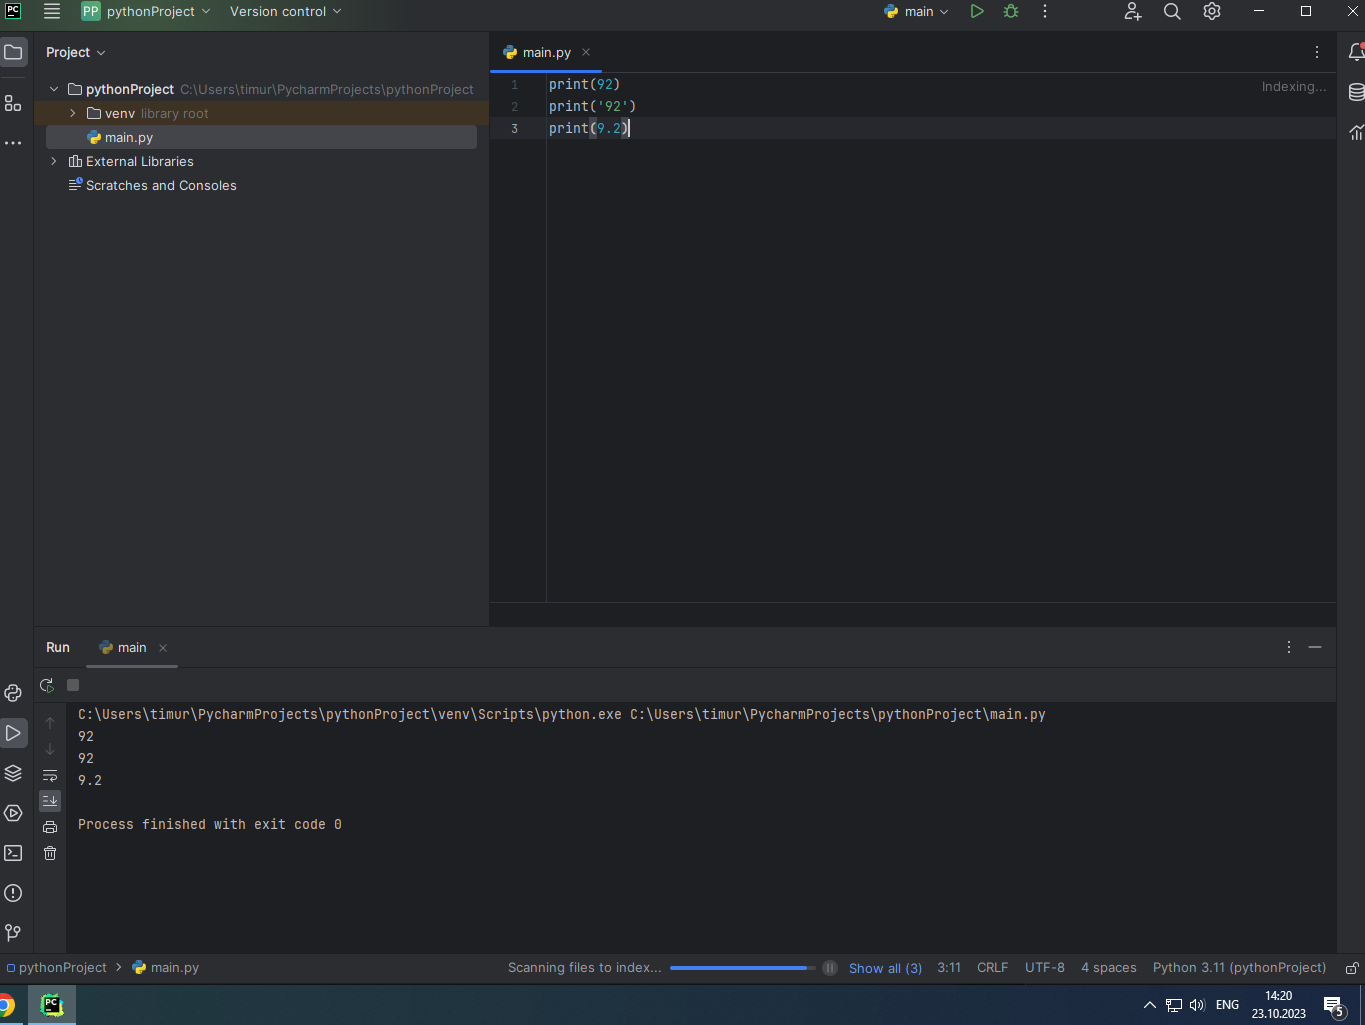 PC PP pythonProject Version control main
Project
main.py
pythonProject C:\Users\timur\PycharmProjects\pythonProject
venv library root
main.py
External Libraries
Scratches and Consoles
1 print(92)
2 print('92')
3 print(9.2)
Indexing...
Run main
C:\Users\timur\PycharmProjects\pythonProject\venv\Scripts\python.exe C:\Users\timur\PycharmProjects\pythonProject\main.py
92
92
9.2
Process finished with exit code 0
pythonProject main.py Scanning files to index... Show all (3) 3:11 CRLF UTF-8 4 spaces Python 3.11 (pythonProject)
PC ENG 14:20
23.10.2023
5